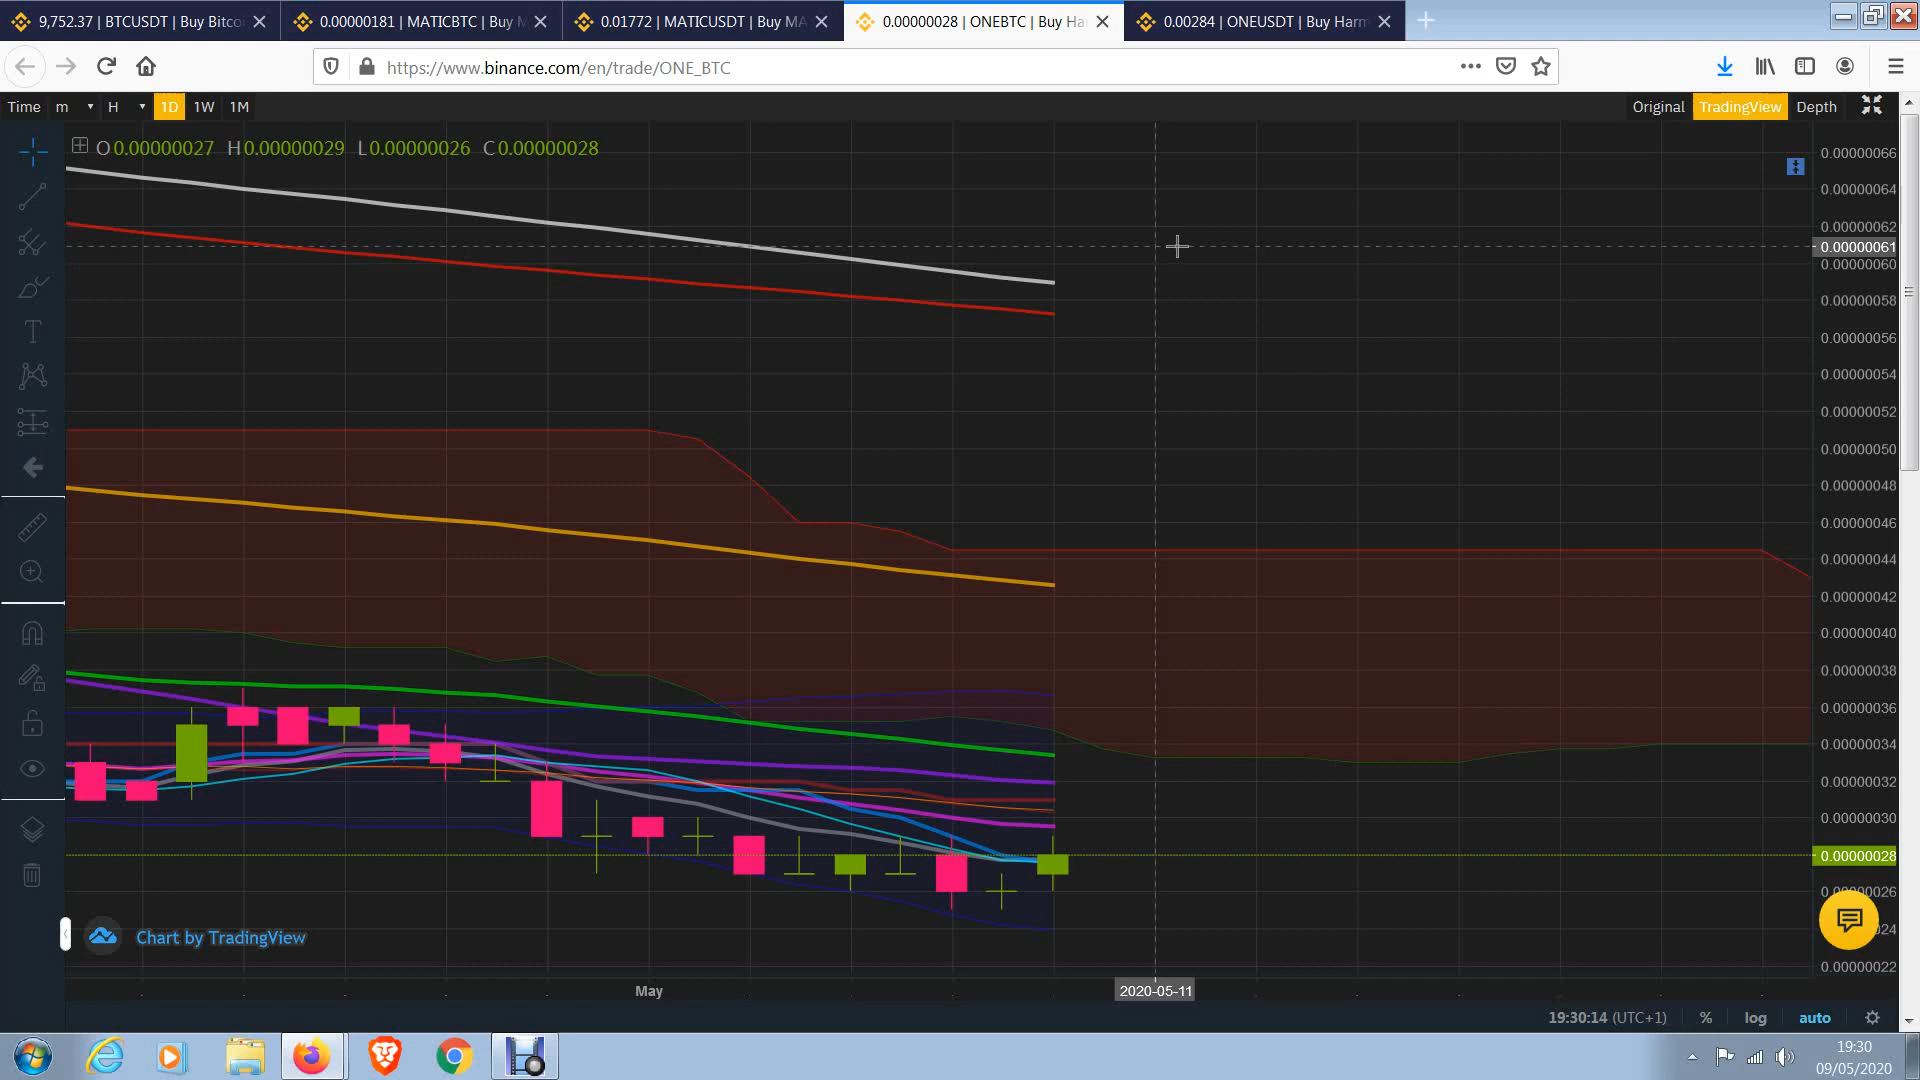 9,752.37 | BTCUSDT | Buy Bitco
0.00000181 | MATICBTC | Buy M
0.01772 | MATICUSDT | Buy MA
0.00000028 | ONEBTC | Buy Ha
0.00284 | ONEUSDT | Buy Harm
https://www.binance.com/en/trade/ONE_BTC
Time m H 1D 1W 1M
Original TradingView Depth
O 0.00000027 H 0.00000029 L 0.00000026 C 0.00000028
0.00000066
0.00000064
0.00000062
0.00000061
0.00000060
0.00000058
0.00000056
0.00000054
0.00000052
0.00000050
0.00000048
0.00000046
0.00000044
0.00000042
0.00000040
0.00000038
0.00000036
0.00000034
0.00000032
0.00000030
0.00000028
0.00000026
24
0.00000022
Chart by TradingView
May
2020-05-11
19:30:14 (UTC+1) % log auto
19:30
09/05/2020